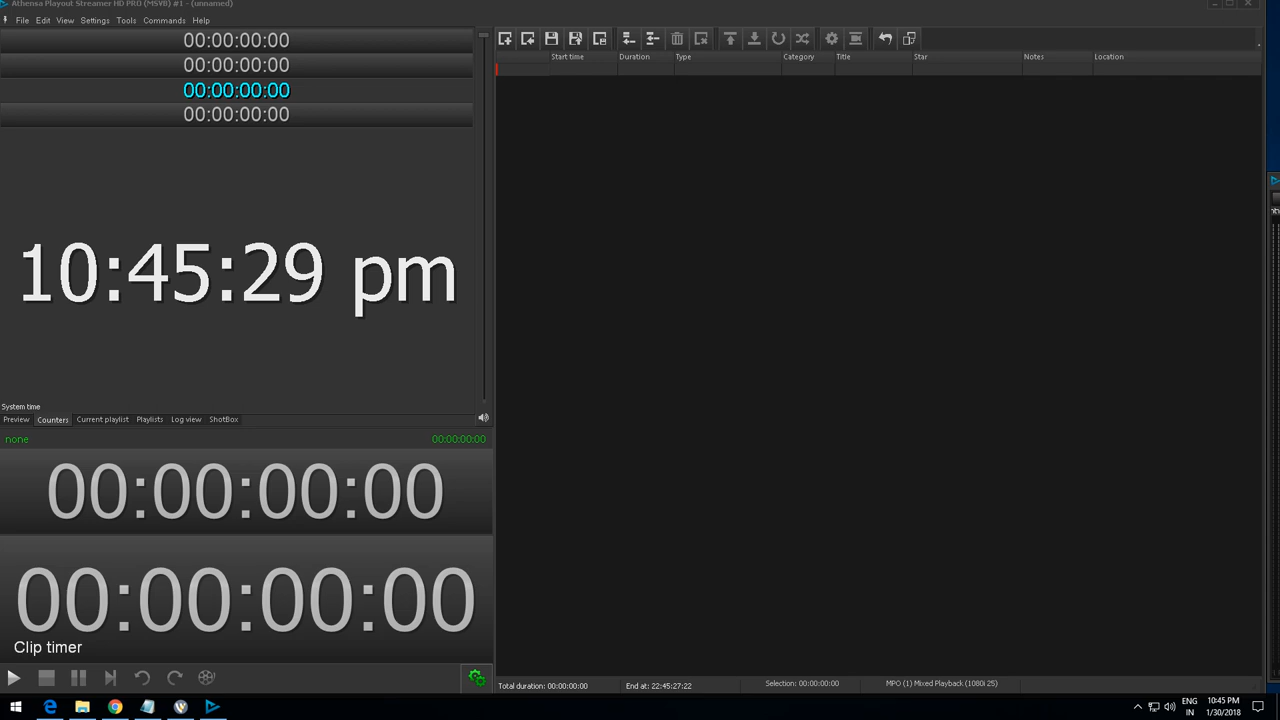 Athensa Playout Streamer HD PRO (MSVB) #1 - (unnamed)
File Edit View Settings Tools Commands Help
00:00:00:00
00:00:00:00
00:00:00:00
00:00:00:00
10:45:29 pm
System time
Preview Counters Current playlist Playlists Log view ShotBox
none 00:00:00:00
00:00:00:00
00:00:00:00
Clip timer
Start time Duration Type Category Title Star Notes Location
Total duration: 00:00:00:00 End at: 22:45:27:22 Selection: 00:00:00:00 MPO (1) Mixed Playback (1080i 25)
ENG
IN
10:45 PM
1/30/2018